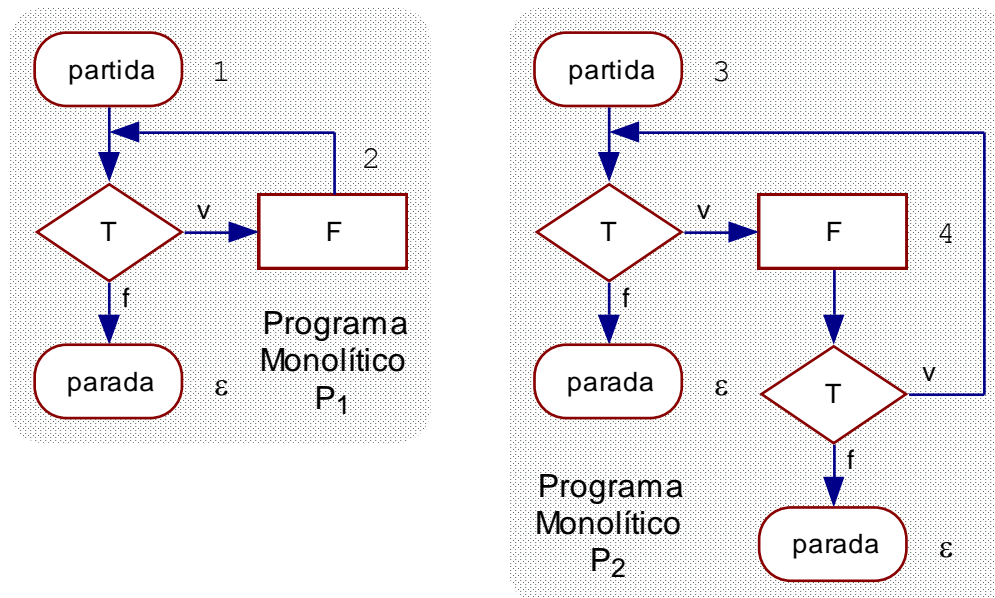 partida 1
2
T v F
f
parada ε
Programa
Monolítico
P1
partida 3
T v F 4
f
parada ε
T v
f
parada ε
Programa
Monolítico
P2